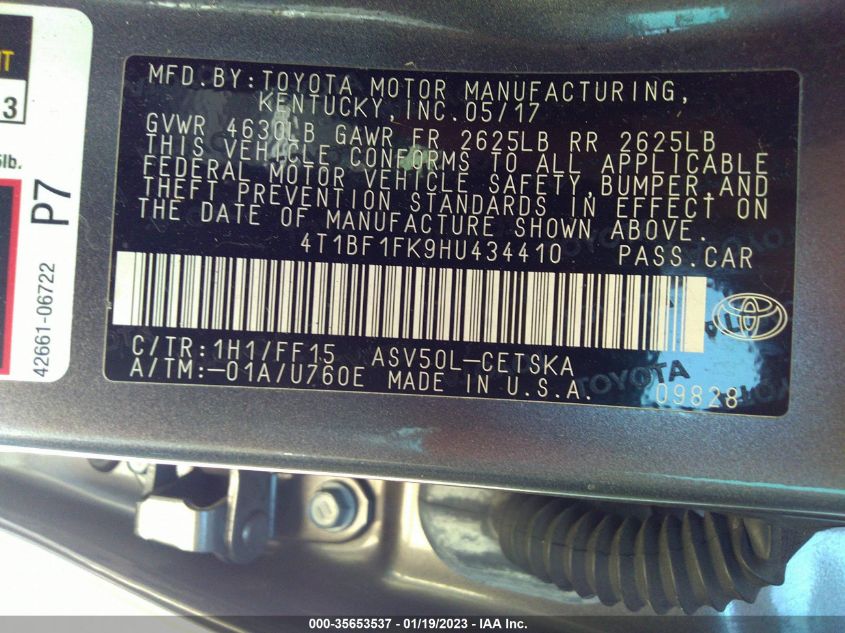 MFD.BY:TOYOTA MOTOR MANUFACTURING,
KENTUCKY,INC.05/17
GVWR 4630LB GAWR FR 2625LB RR 2625LB
THIS VEHICLE CONFORMS TO ALL APPLICABLE
FEDERAL MOTOR VEHICLE SAFETY,BUMPER,AND
THEFT PREVENTION STANDARDS IN EFFECT ON
THE DATE OF MANUFACTURE SHOWN ABOVE.
4T1BF1FK9HU434410 PASS.CAR
C/TR:1H1/FF15 ASV50L-CETSKA
A/TM:-01A/U760E MADE IN U.S.A.
TOYOTA
09828
3
lb.
P7
42661-06722
000-35653537 - 01/19/2023 - IAA Inc.